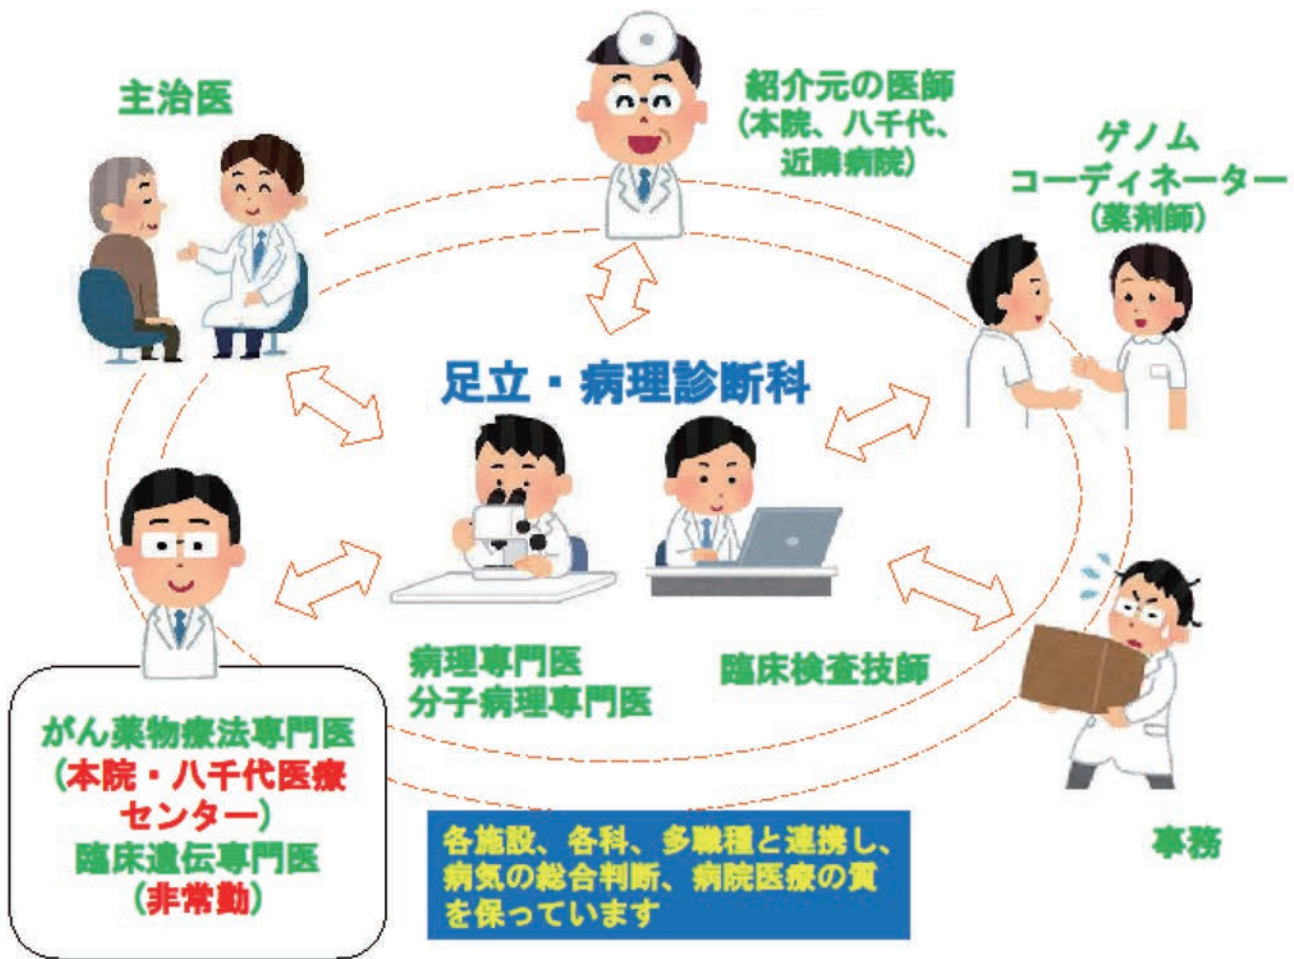 主治医
紹介元の医師
(本院、八千代、
近隣病院)
ゲノム
コーディネーター
(薬剤師)
足立・病理診断科
病理専門医
分子病理専門医
臨床検査技師
がん薬物療法専門医
(本院・八千代医療
センター)
臨床遺伝専門医
(非常勤)
事務
各施設、各科、多職種と連携し、
病気の総合判断、病院医療の質
を保っています